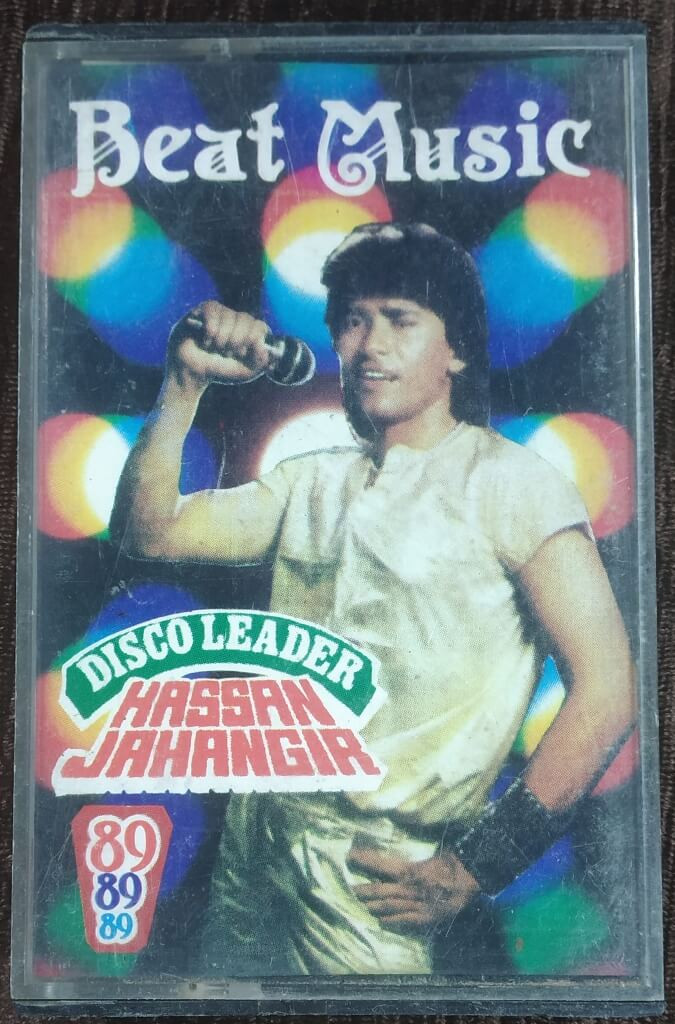 Beat Music
DISCO LEADER
HASSAN
JAHANGIR
89
89
89